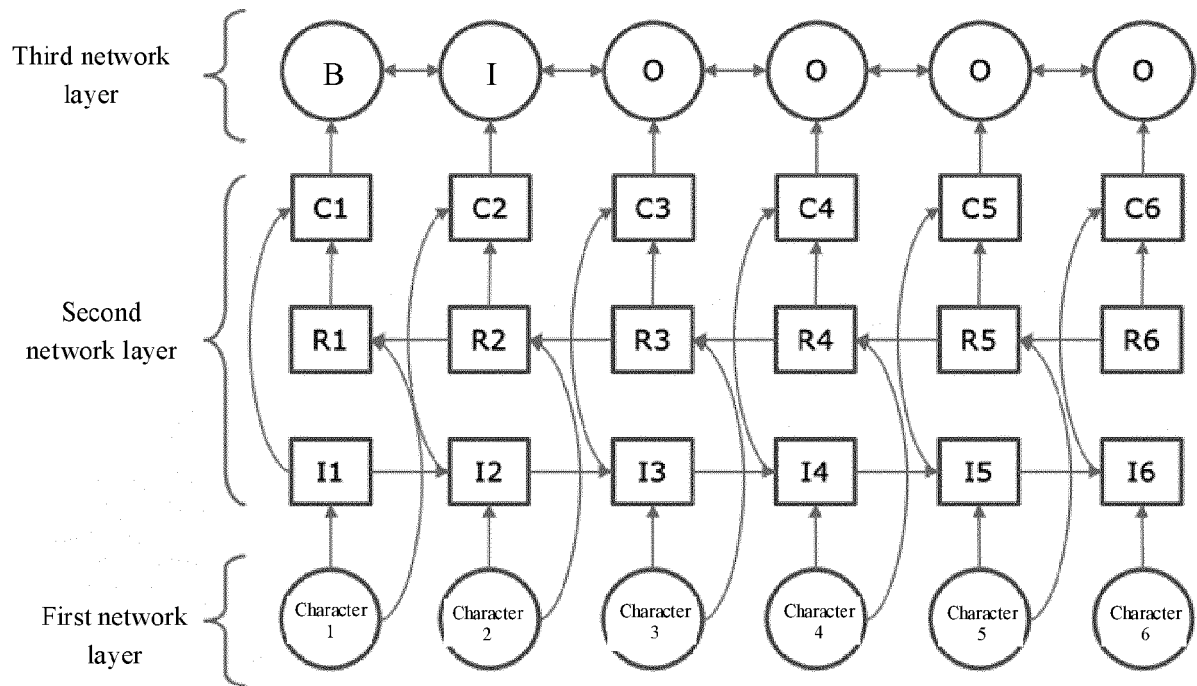 Third network
layer
B I O O O O
C1 C2 C3 C4 C5 C6
Second
network layer
R1 R2 R3 R4 R5 R6
I1 I2 I3 I4 I5 I6
First network
layer
Character
1
Character
2
Character
3
Character
4
Character
5
Character
6